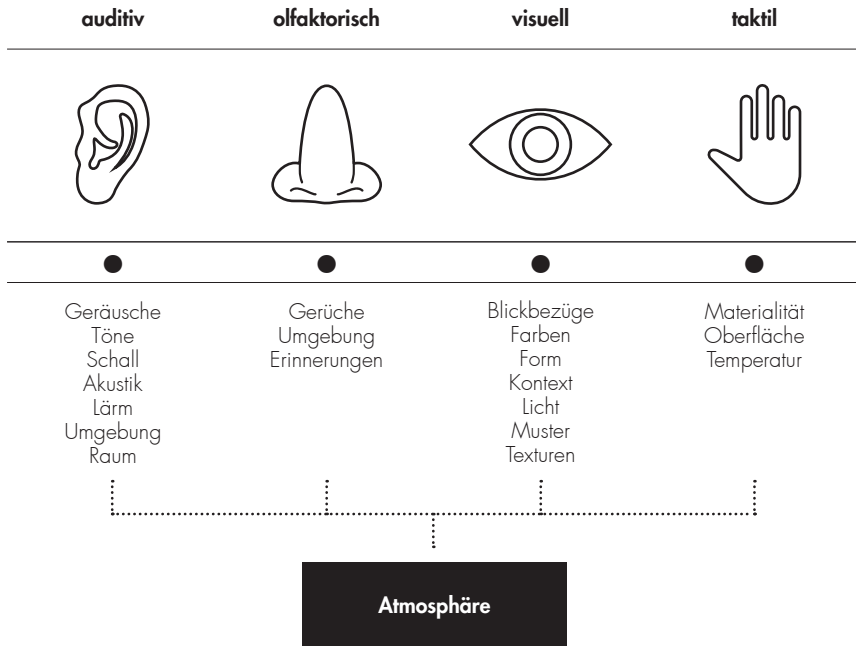 auditiv
olfaktorisch
visuell
taktil
Geräusche
Töne
Schall
Akustik
Lärm
Umgebung
Raum
Gerüche
Umgebung
Erinnerungen
Blickbezüge
Farben
Form
Kontext
Licht
Muster
Texturen
Materialität
Oberfläche
Temperatur
Atmosphäre